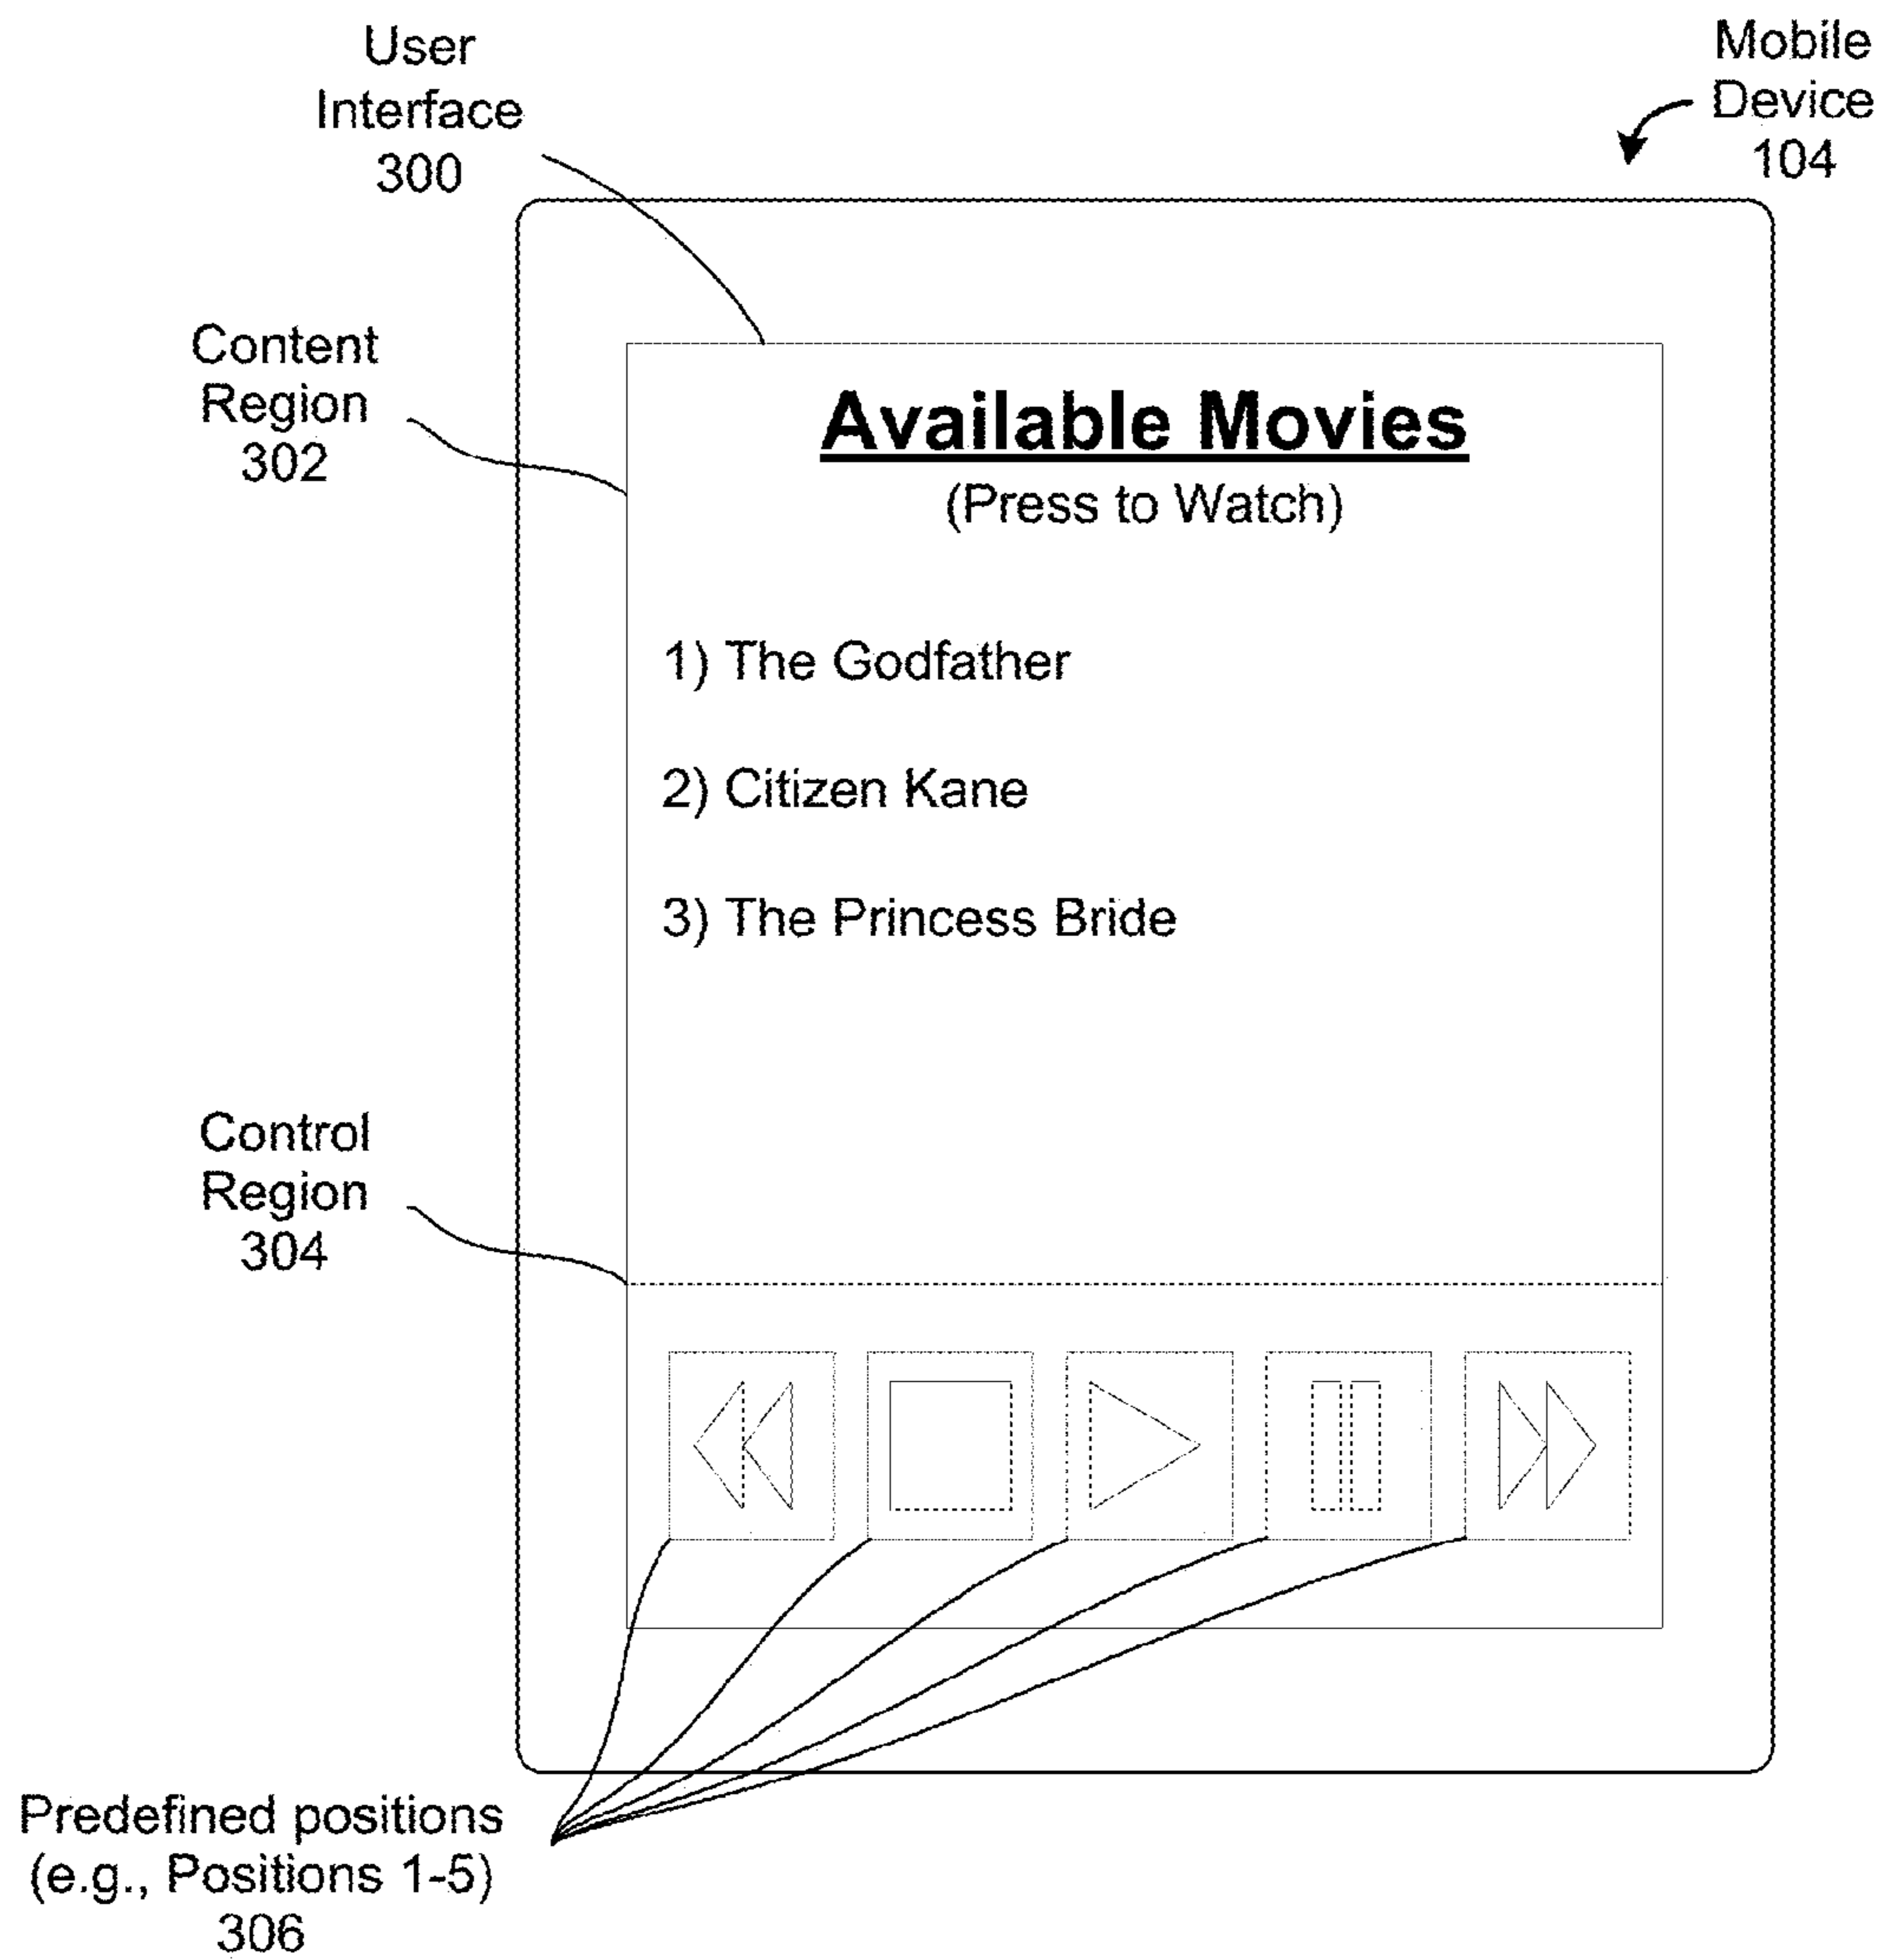 User
Interface
300
Mobile
Device
104
Content
Region
302
Available Movies
(Press to Watch)
1) The Godfather
2) Citizen Kane
3) The Princess Bride
Control
Region
304
Predefined positions
(e.g., Positions 1-5)
306